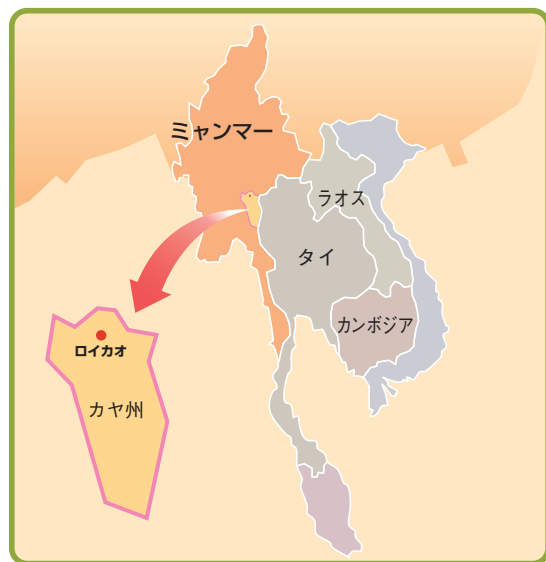 ミャンマー
ラオス
タイ
カンボジア
ロイカオ
カヤ州